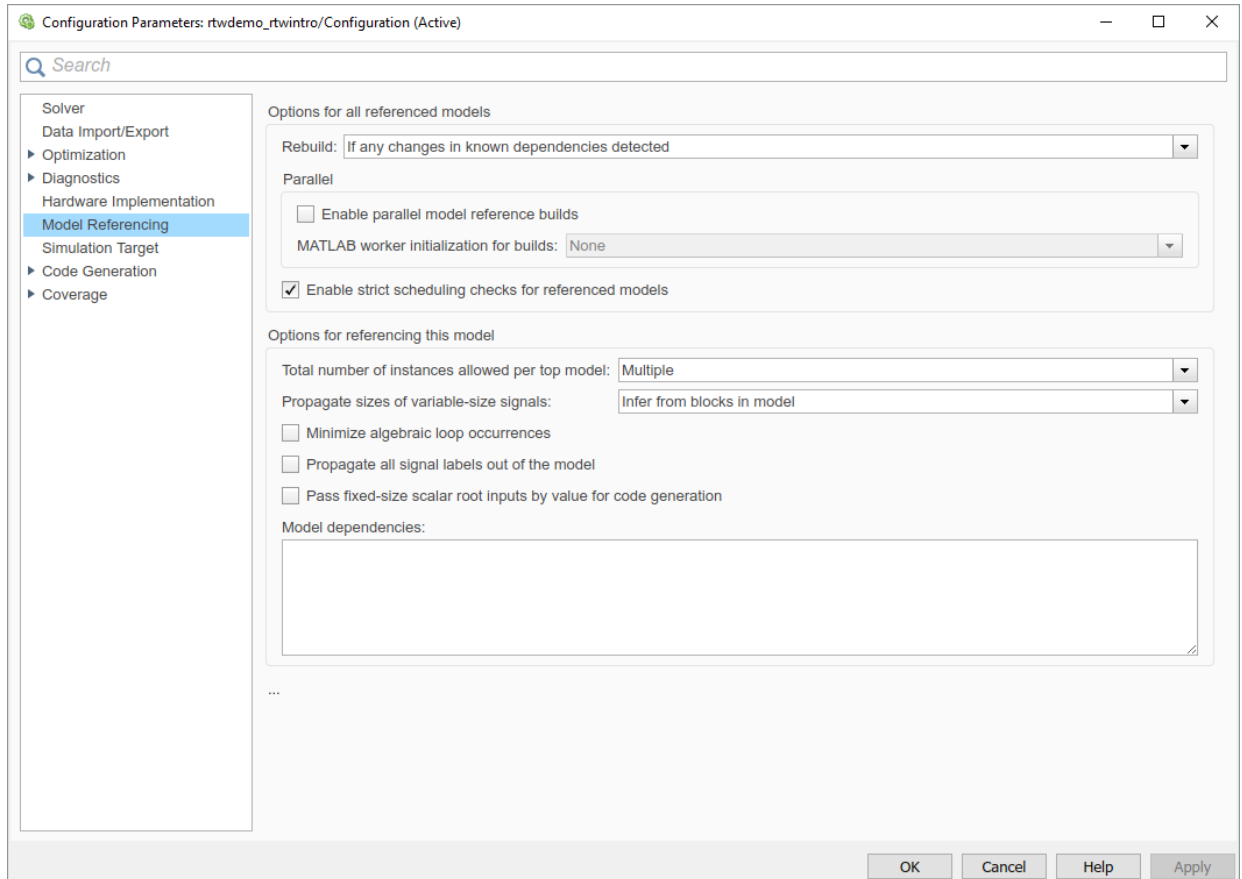 Configuration Parameters: rtwdemo_rtwintro/Configuration (Active)
Search
Solver
Data Import/Export
Optimization
Diagnostics
Hardware Implementation
Model Referencing
Simulation Target
Code Generation
Coverage
Options for all referenced models
Rebuild: If any changes in known dependencies detected
Parallel
Enable parallel model reference builds
MATLAB worker initialization for builds: None
Enable strict scheduling checks for referenced models
Options for referencing this model
Total number of instances allowed per top model: Multiple
Propagate sizes of variable-size signals: Infer from blocks in model
Minimize algebraic loop occurrences
Propagate all signal labels out of the model
Pass fixed-size scalar root inputs by value for code generation
Model dependencies:
...
OK Cancel Help Apply